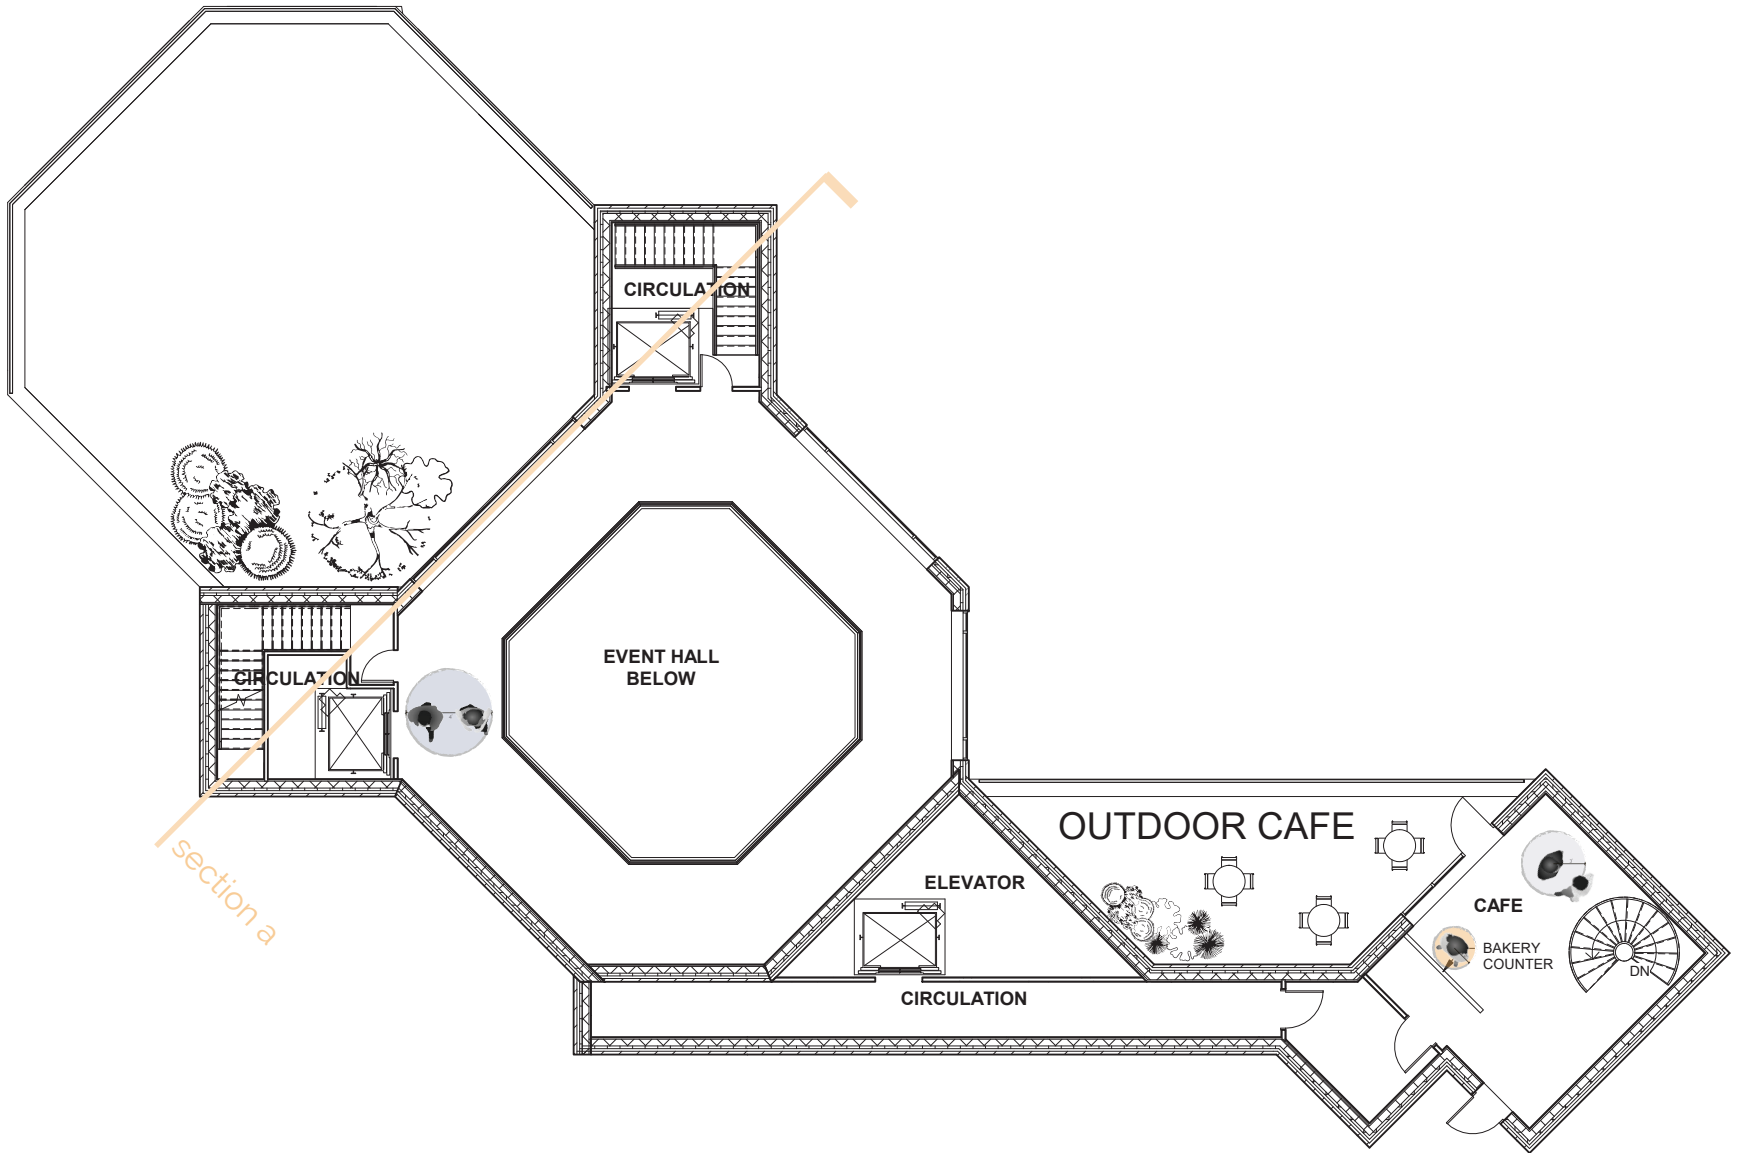 CIRCULATION
EVENT HALL
BELOW
CIRCULATION
OUTDOOR CAFE
section a
ELEVATOR
CAFE
BAKERY
COUNTER
DN
CIRCULATION